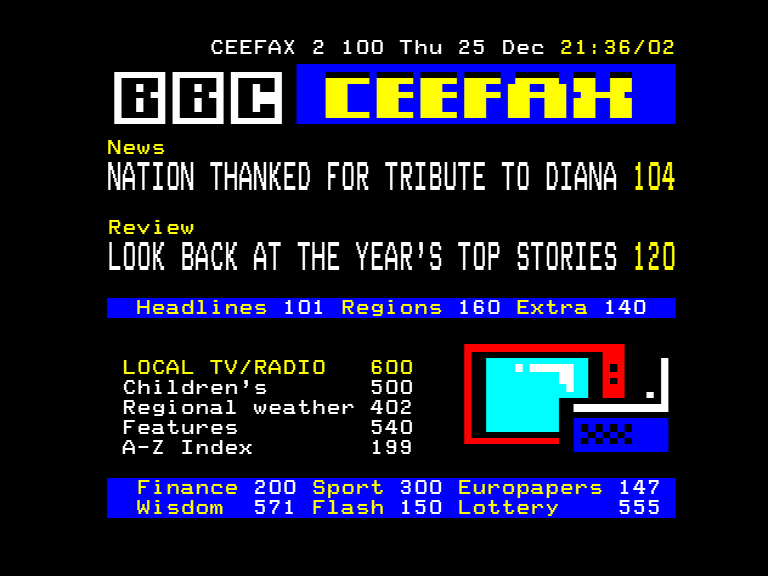 CEEFAX 2 100 Thu 25 Dec 21:36/02
BBC CEEFAX
News
NATION THANKED FOR TRIBUTE TO DIANA 104
Review
LOOK BACK AT THE YEAR'S TOP STORIES 120
Headlines 101 Regions 160 Extra 140
LOCAL TV/RADIO 600
Children's 500
Regional weather 402
Features 540
A-Z Index 199
Finance 200 Sport 300 Europapers 147
Wisdom 571 Flash 150 Lottery 555